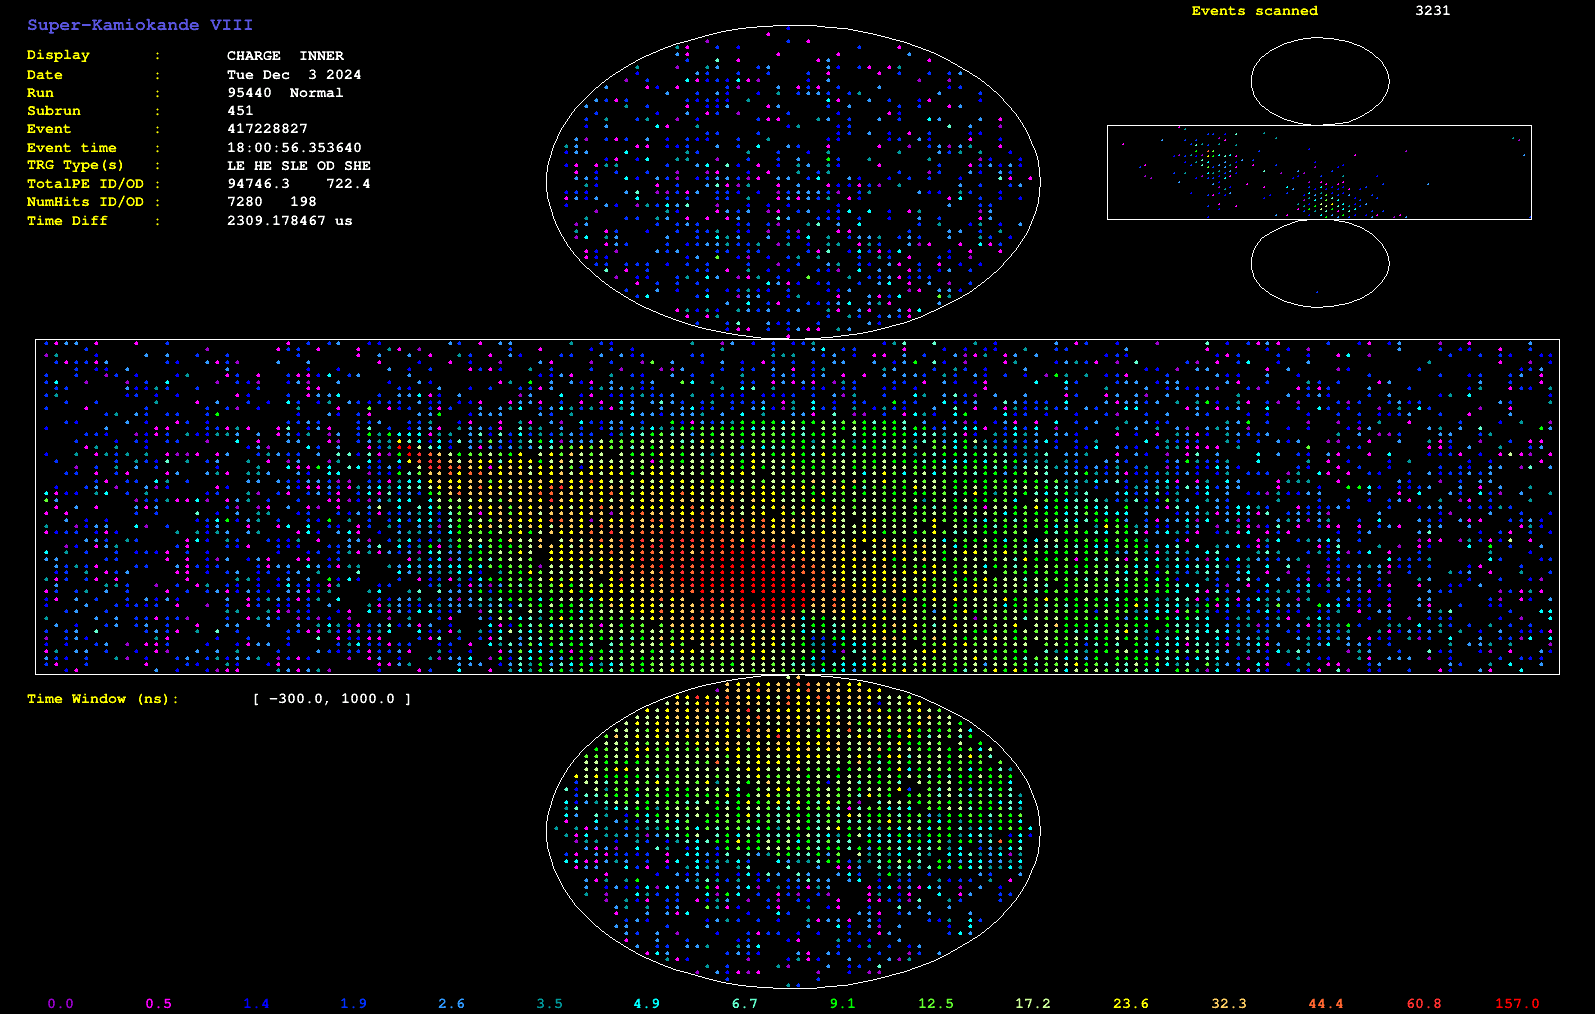 Super-Kamiokande VIII
Events scanned 3231
Display : CHARGE INNER
Date : Tue Dec 3 2024
Run : 95440 Normal
Subrun : 451
Event : 417228827
Event time : 18:00:56.353640
TRG Type(s) : LE HE SLE OD SHE
TotalPE ID/OD : 94746.3 722.4
NumHits ID/OD : 7280 198
Time Diff : 2309.178467 us
Time Window (ns): [ -300.0, 1000.0 ]
0.0 0.5 1.4 1.9 2.6 3.5 4.9 6.7 9.1 12.5 17.2 23.6 32.3 44.4 60.8 157.0